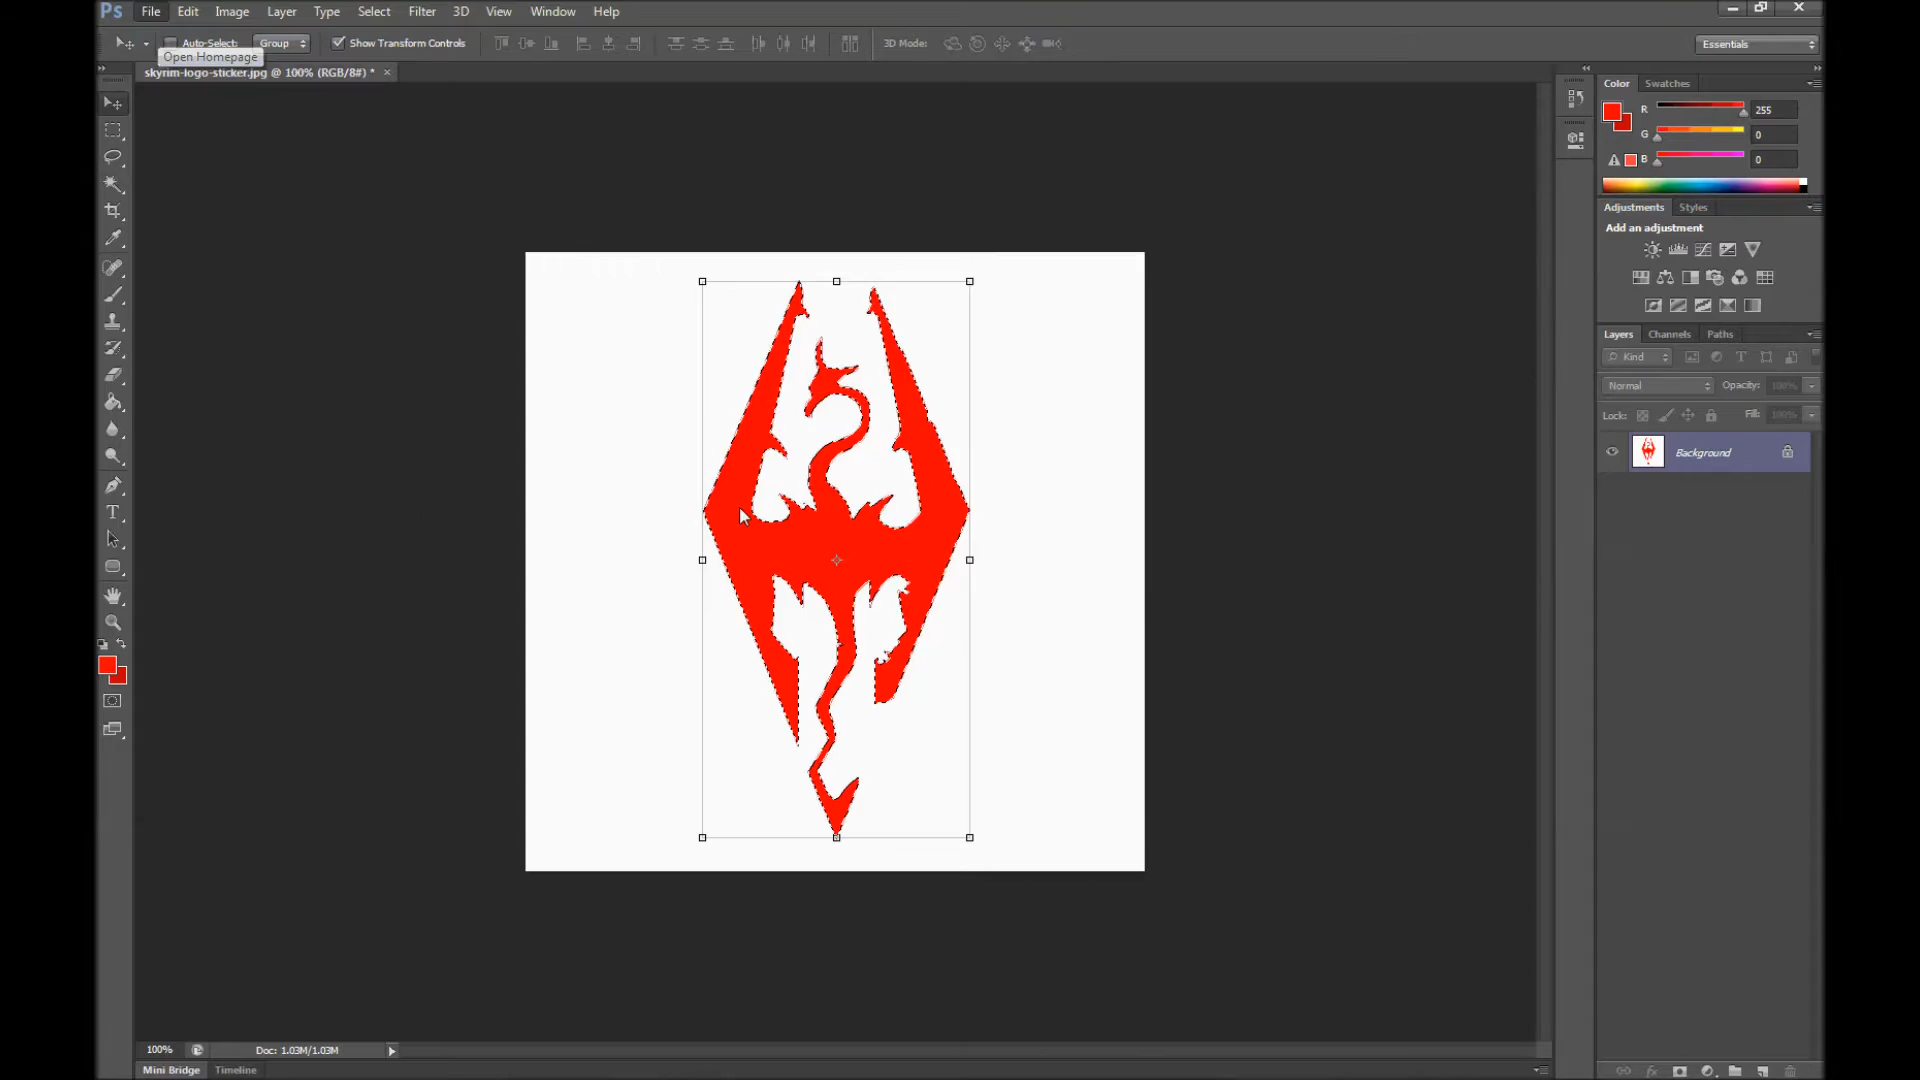 Ps File Edit Image Layer Type Select Filter 3D View Window Help
Auto-Select: Group Show Transform Controls 3D Mode: Essentials
Open Homepage
skyrim-logo-sticker.jpg @ 100% (RGB/8#) * ×
Color Swatches
R 255
G 0
B 0
Adjustments Styles
Add an adjustment
Layers Channels Paths
Kind
Normal Opacity: 100%
Lock: Fill: 100%
Background
T
100% Doc: 1.03M/1.03M
Mini Bridge Timeline
fx